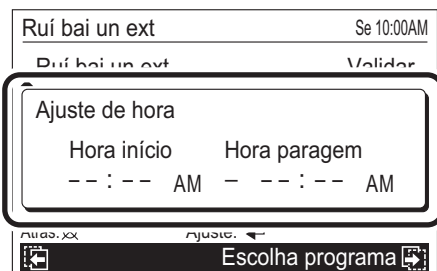 Ruí bai un ext Se 10:00AM
Ruí bai un ext Validar
Ajuste de hora
Hora início Hora paragem
--:-- AM – --:-- AM
Atrás: Ajuste:
Escolha programa